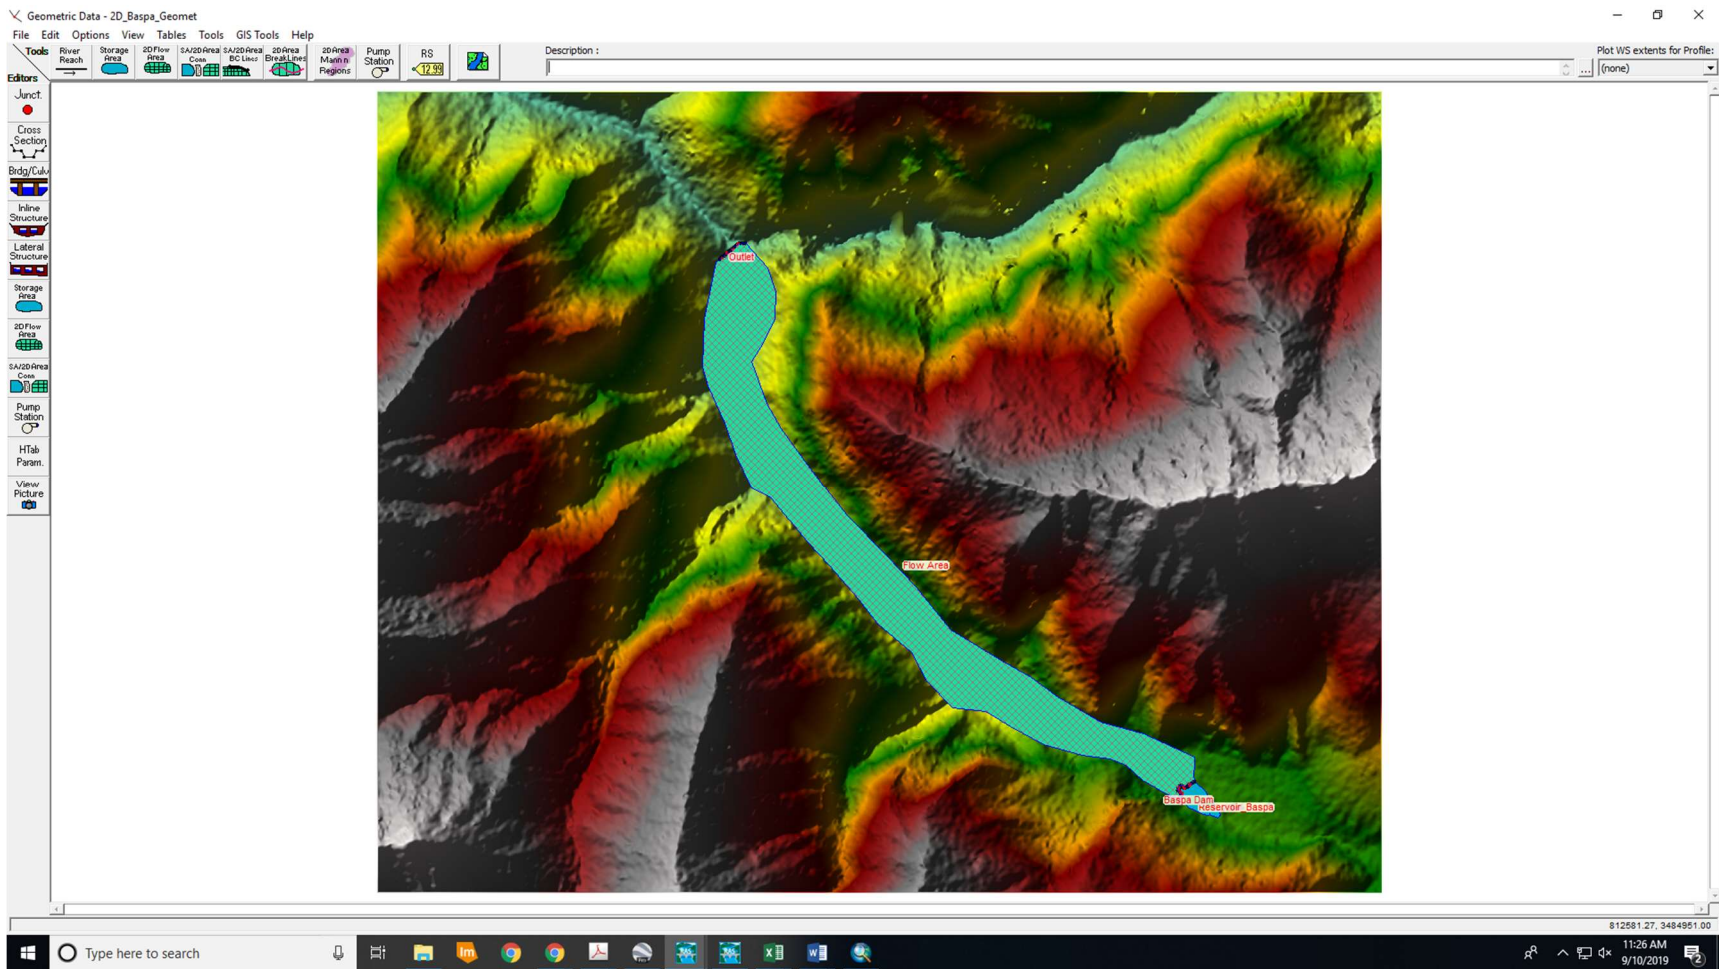 Geometric Data - 2D_Baspa_Geomet
File Edit Options View Tables Tools GIS Tools Help
Tools
Editors
River
Reach
Storage
Area
2D Flow
Area
SA/2D Area
Conn
SA/2D Area
BC Lines
2D Area
BreakLines
2D Area
Mann n
Regions
Pump
Station
RS
12.99
Description :
...
Plot WS extents for Profile:
(none)
Junct.
Cross
Section
Brdg/Culv
Inline
Structure
Lateral
Structure
Storage
Area
2D Flow
Area
SA/2D Area
Conn
Pump
Station
HTab
Param.
View
Picture
Outlet
Flow Area
Baspa Dam
Reservoir_Baspa
812581.27, 3484951.00
Type here to search
Im
11:26 AM
9/10/2019
2